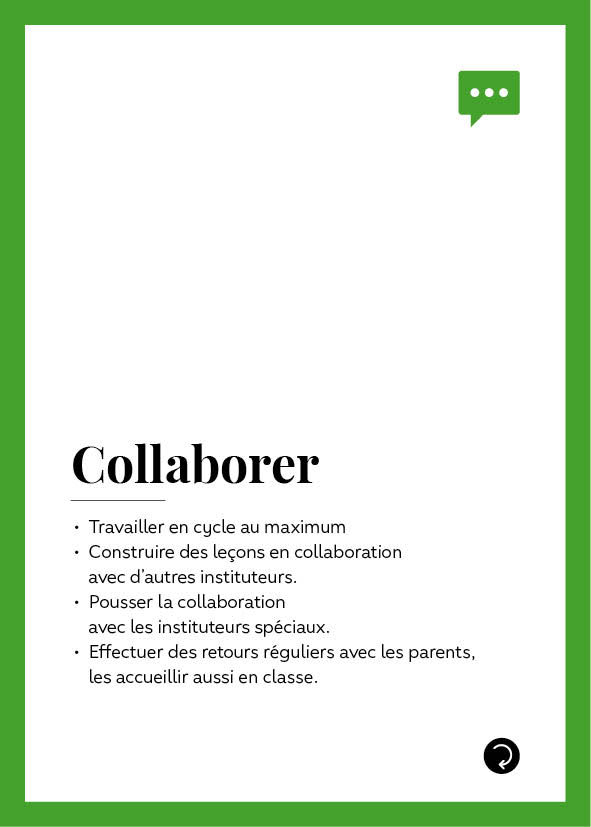 Collaborer
• Travailler en cycle au maximum
• Construire des leçons en collaboration
avec d’autres instituteurs.
• Pousser la collaboration
avec les instituteurs spéciaux.
• Effectuer des retours réguliers avec les parents,
les accueillir aussi en classe.